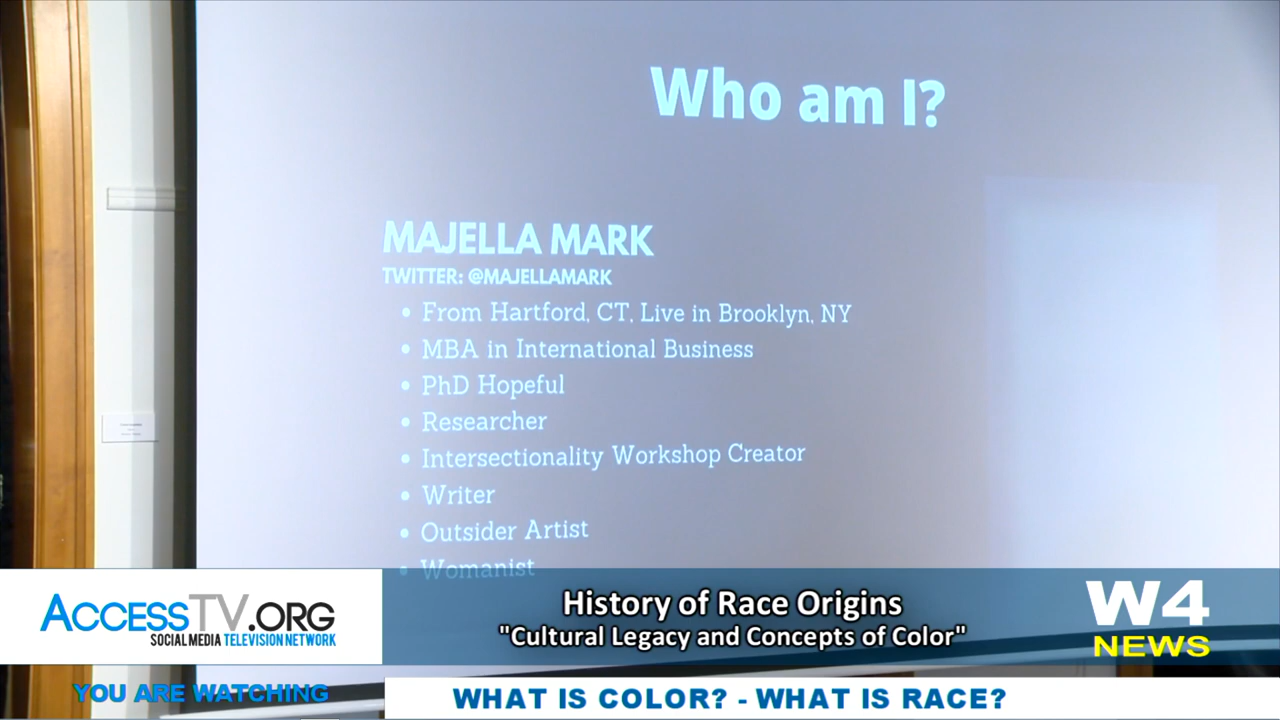 Who am I?
MAJELLA MARK
TWITTER: @MAJELLAMARK
• From Hartford, CT, Live in Brooklyn, NY
• MBA in International Business
• PhD Hopeful
• Researcher
• Intersectionality Workshop Creator
• Writer
• Outsider Artist
• Womanist
ACCESSTV.ORG
SOCIAL MEDIA TELEVISION NETWORK
History of Race Origins
"Cultural Legacy and Concepts of Color"
W4
NEWS
YOU ARE WATCHING
WHAT IS COLOR? - WHAT IS RACE?